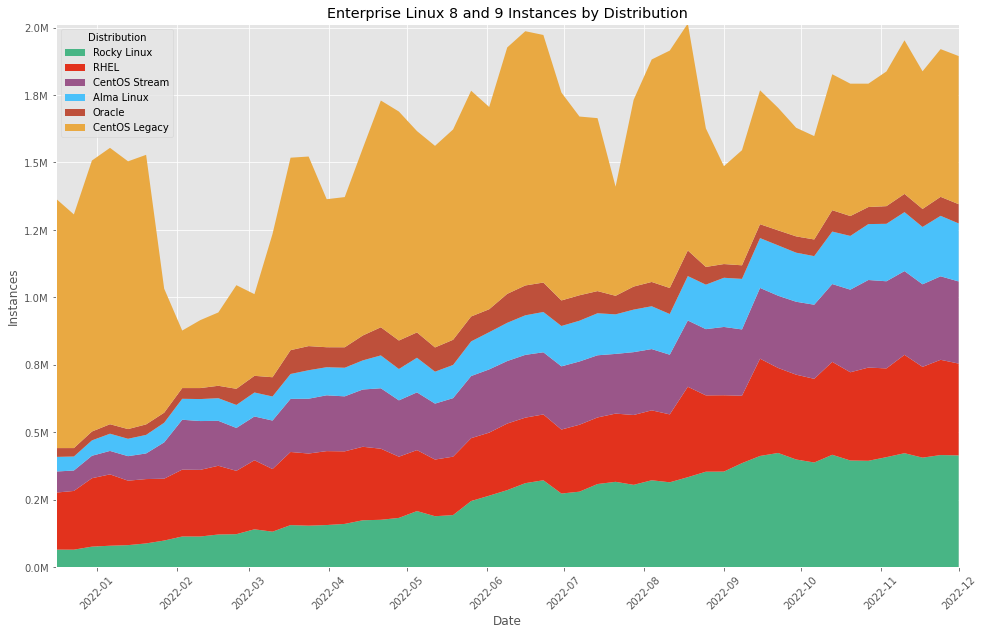 Enterprise Linux 8 and 9 Instances by Distribution
2.0M
1.8M
1.5M
1.2M
1.0M
0.8M
0.5M
0.2M
0.0M
Instances
Distribution
Rocky Linux
RHEL
CentOS Stream
Alma Linux
Oracle
CentOS Legacy
2022-01
2022-02
2022-03
2022-04
2022-05
2022-06
2022-07
2022-08
2022-09
2022-10
2022-11
2022-12
Date